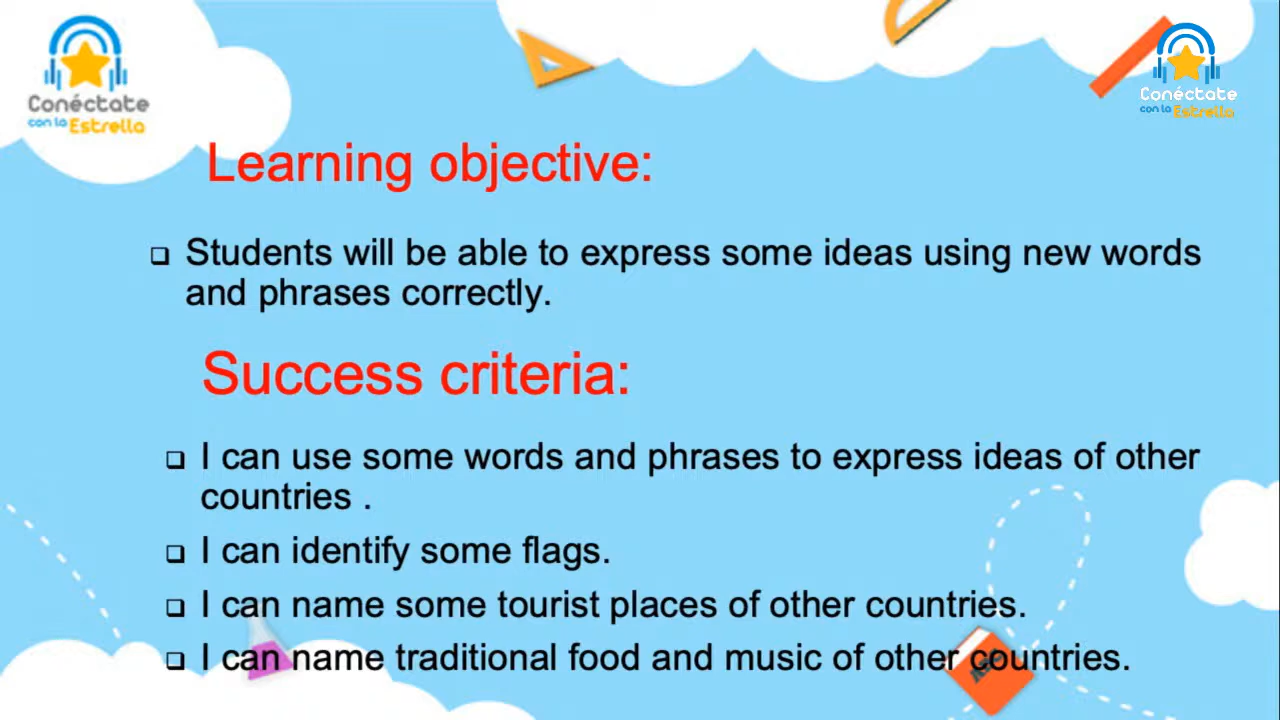 Conéctate
con la Estrella
Conéctate
con la Estrella
Learning objective:
❑ Students will be able to express some ideas using new words
and phrases correctly.
Success criteria:
❑ I can use some words and phrases to express ideas of other
countries .
❑ I can identify some flags.
❑ I can name some tourist places of other countries.
❑ I can name traditional food and music of other countries.